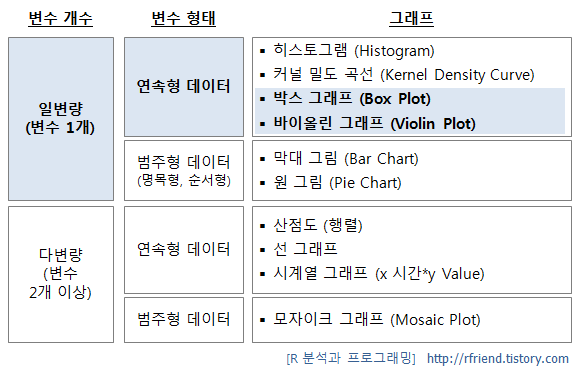 변수 개수 변수 형태 그래프
일변량
(변수 1개)
연속형 데이터
▪ 히스토그램 (Histogram)
▪ 커널 밀도 곡선 (Kernel Density Curve)
▪ 박스 그래프 (Box Plot)
▪ 바이올린 그래프 (Violin Plot)
범주형 데이터
(명목형, 순서형)
▪ 막대 그림 (Bar Chart)
▪ 원 그림 (Pie Chart)
다변량
(변수
2개 이상)
연속형 데이터
▪ 산점도 (행렬)
▪ 선 그래프
▪ 시계열 그래프 (x 시간*y Value)
범주형 데이터
▪ 모자이크 그래프 (Mosaic Plot)
[R 분석과 프로그래밍] http://rfriend.tistory.com